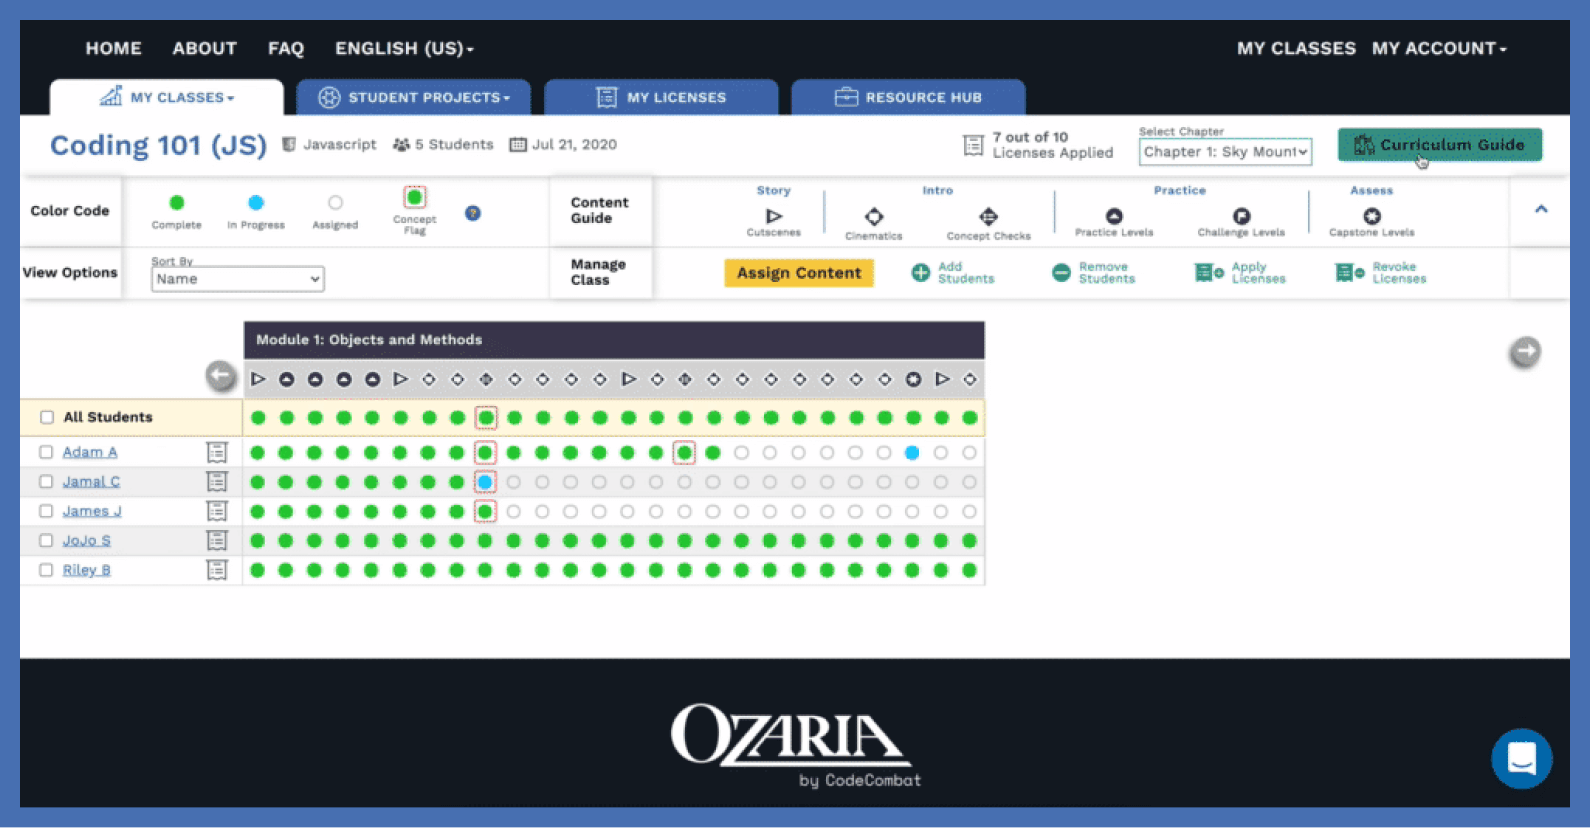 HOME ABOUT FAQ ENGLISH (US) MY CLASSES MY ACCOUNT
MY CLASSES STUDENT PROJECTS MY LICENSES RESOURCE HUB
Coding 101 (JS) Javascript 5 Students Jul 21, 2020
7 out of 10
Licenses Applied
Select Chapter
Chapter 1: Sky Mount
Curriculum Guide
Color Code
Complete
In Progress
Assigned
Concept
Flag
?
Content
Guide
Story
Cutscenes
Intro
Cinematics
Concept Checks
Practice
Practice Levels
Challenge Levels
Assess
Capstone Levels
View Options
Sort By
Name
Manage
Class
Assign Content
Add
Students
Remove
Students
Apply
Licenses
Revoke
Licenses
Module 1: Objects and Methods
All Students
Adam A
Jamal C
James J
JoJo S
Riley B
OZARIA
by CodeCombat